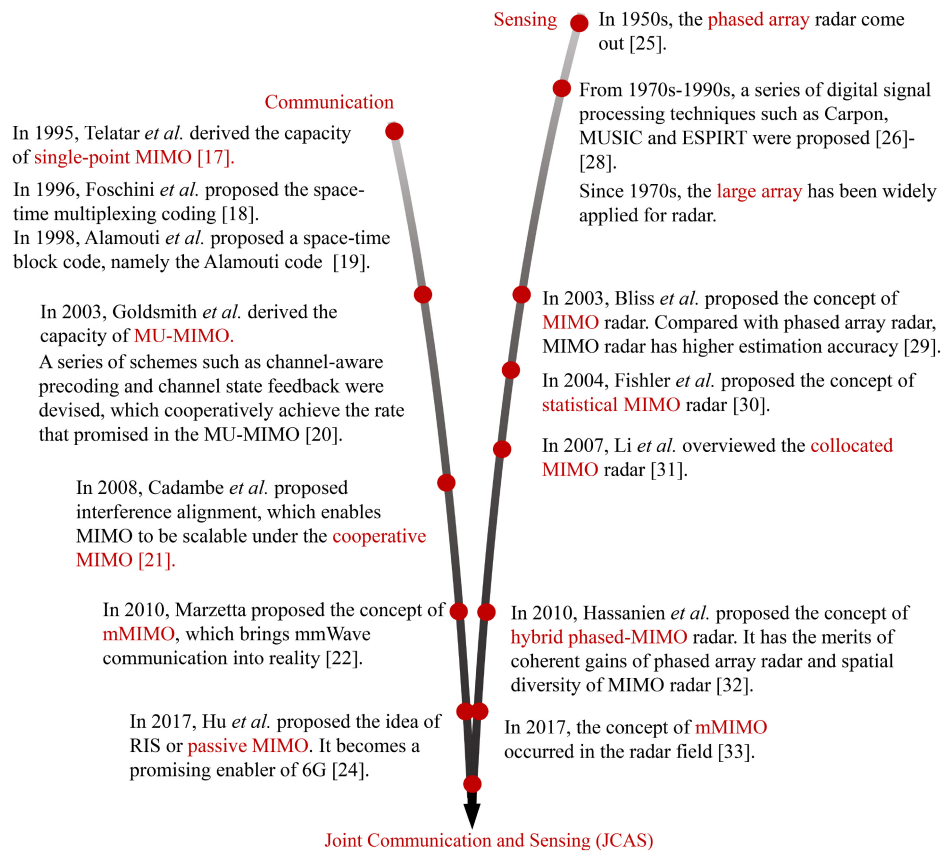 Sensing
In 1950s, the phased array radar come
out [25].
From 1970s-1990s, a series of digital signal
processing techniques such as Carpon,
MUSIC and ESPIRT were proposed [26]-
[28].
Since 1970s, the large array has been widely
applied for radar.
In 2003, Bliss et al. proposed the concept of
MIMO radar. Compared with phased array radar,
MIMO radar has higher estimation accuracy [29].
In 2004, Fishler et al. proposed the concept of
statistical MIMO radar [30].
In 2007, Li et al. overviewed the collocated
MIMO radar [31].
In 2010, Hassanien et al. proposed the concept of
hybrid phased-MIMO radar. It has the merits of
coherent gains of phased array radar and spatial
diversity of MIMO radar [32].
In 2017, the concept of mMIMO
occurred in the radar field [33].
Communication
In 1995, Telatar et al. derived the capacity
of single-point MIMO [17].
In 1996, Foschini et al. proposed the space-
time multiplexing coding [18].
In 1998, Alamouti et al. proposed a space-time
block code, namely the Alamouti code [19].
In 2003, Goldsmith et al. derived the
capacity of MU-MIMO.
A series of schemes such as channel-aware
precoding and channel state feedback were
devised, which cooperatively achieve the rate
that promised in the MU-MIMO [20].
In 2008, Cadambe et al. proposed
interference alignment, which enables
MIMO to be scalable under the cooperative
MIMO [21].
In 2010, Marzetta proposed the concept of
mMIMO, which brings mmWave
communication into reality [22].
In 2017, Hu et al. proposed the idea of
RIS or passive MIMO. It becomes a
promising enabler of 6G [24].
Joint Communication and Sensing (JCAS)